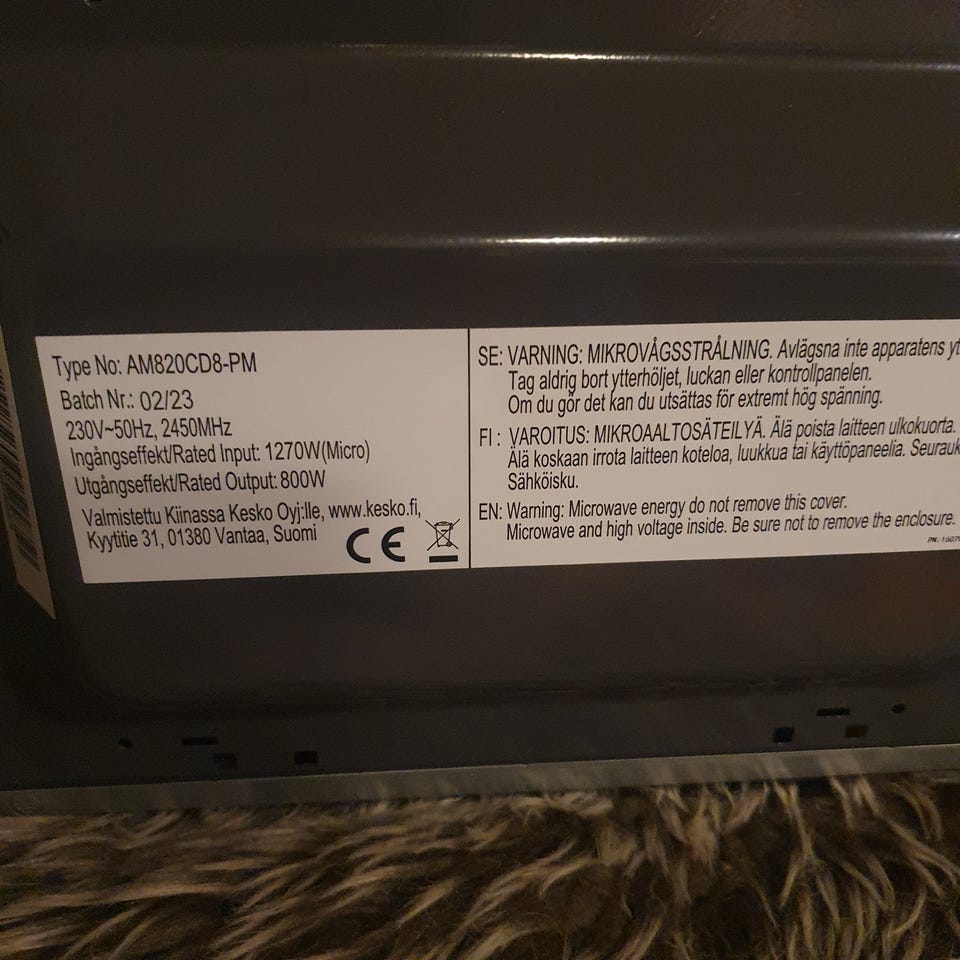 Type No: AM820CD8-PM
Batch Nr.: 02/23
230V~50Hz, 2450MHz
Ingångseffekt/Rated Input: 1270W(Micro)
Utgångseffekt/Rated Output: 800W
Valmistettu Kiinassa Kesko Oyj:lle, www.kesko.fi,
Kyytitie 31, 01380 Vantaa, Suomi
CE
SE: VARNING: MIKROVÅGSSTRÅLNING. Avlägsna inte apparatens yt
Tag aldrig bort ytterhöljet, luckan eller kontrollpanelen.
Om du gör det kan du utsättas för extremt hög spänning.
FI : VAROITUS: MIKROAALTOSÄTEILYÄ. Älä poista laitteen ulkokuorta.
Älä koskaan irrota laitteen koteloa, luukkua tai käyttöpaneelia. Seurauk
Sähköisku.
EN: Warning: Microwave energy do not remove this cover.
Microwave and high voltage inside. Be sure not to remove the enclosure.
PN.: 1607